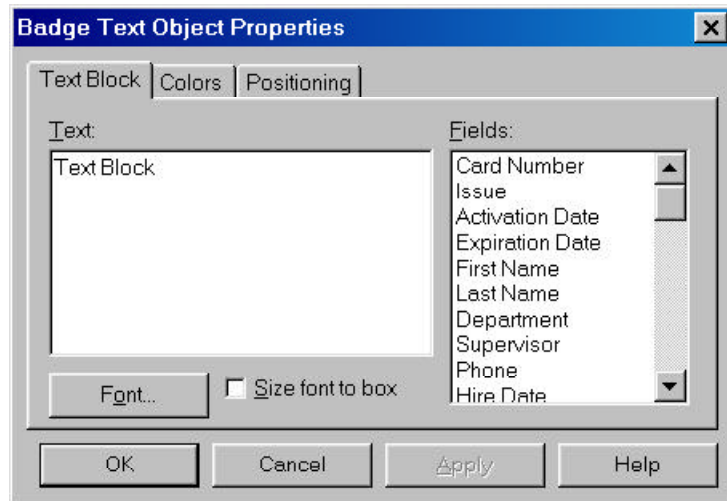 Badge Text Object Properties
Text Block Colors Positioning
Text:
Text Block
Font...
Size font to box
Fields:
Card Number
Issue
Activation Date
Expiration Date
First Name
Last Name
Department
Supervisor
Phone
Hire Date
OK Cancel Apply Help